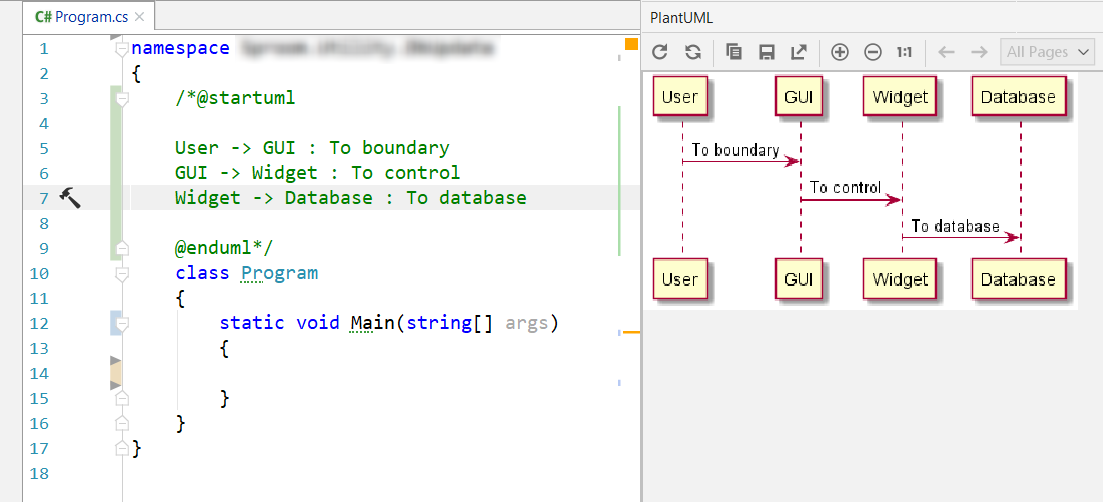 C# Program.cs
PlantUML
1:1
All Pages
1 namespace
2 {
3 /*@startuml
4
5 User -> GUI : To boundary
6 GUI -> Widget : To control
7 Widget -> Database : To database
8
9 @enduml*/
10 class Program
11 {
12 static void Main(string[] args)
13 {
14
15 }
16 }
17 }
18
User GUI Widget Database
To boundary
To control
To database
User GUI Widget Database